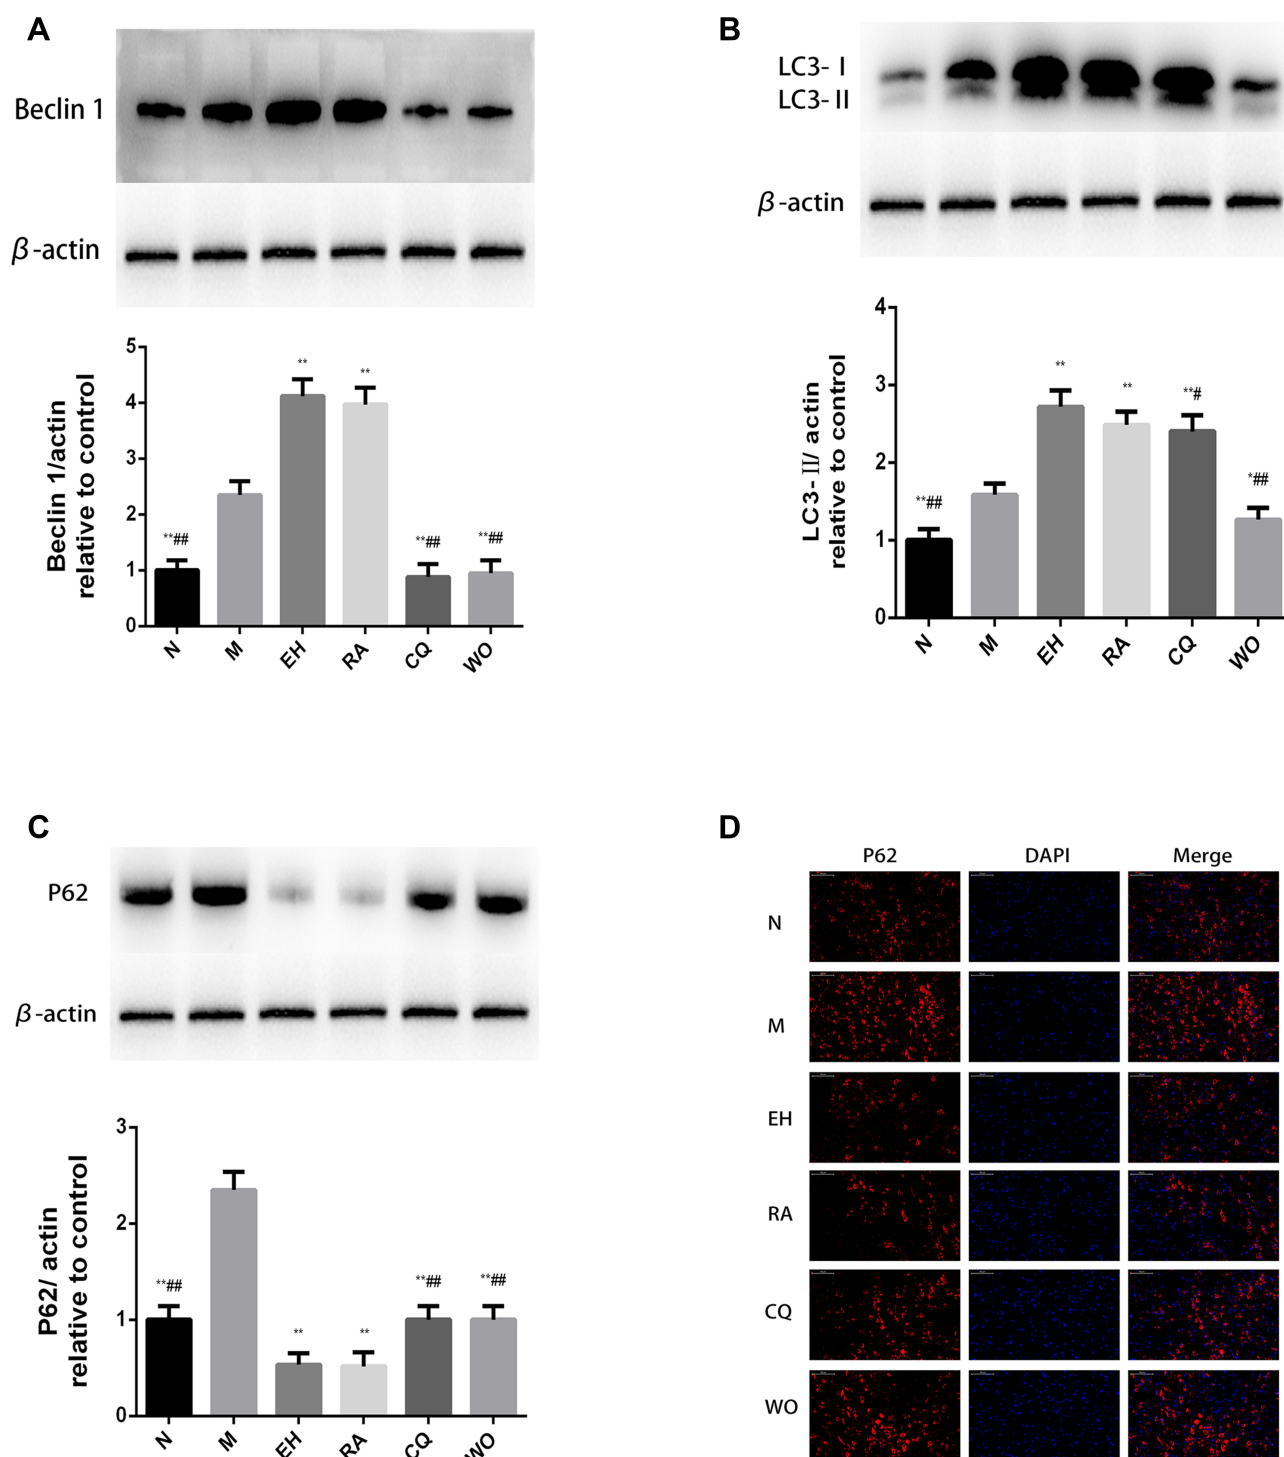 A
Beclin 1
β-actin
5
4
3
2
1
0
Beclin 1/actin
relative to control
**##
**
**
**##
**##
N
M
EH
RA
CQ
WO
B
LC3- I
LC3- II
β-actin
4
3
2
1
0
LC3- II/ actin
relative to control
**##
**
**
**#
*##
N
M
EH
RA
CQ
WO
C
P62
β-actin
3
2
1
0
P62/ actin
relative to control
**##
**
**
**##
**##
N
M
EH
RA
CQ
WO
D
P62 DAPI Merge
N
M
EH
RA
CQ
WO